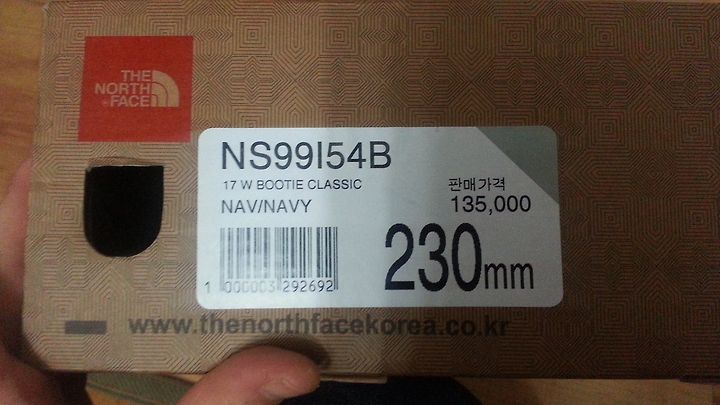 THE
NORTH
FACE
NS99I54B
17 W BOOTIE CLASSIC
판매가격
NAV/NAVY
135,000
230mm
1 000003 292692
www.thenorthfacekorea.co.kr